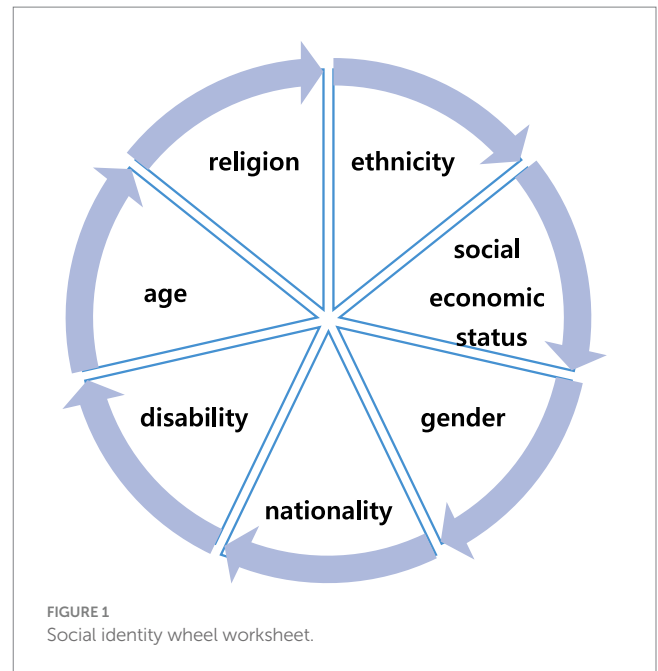 religion
ethnicity
social
economic
status
age
disability
gender
nationality
FIGURE 1
Social identity wheel worksheet.